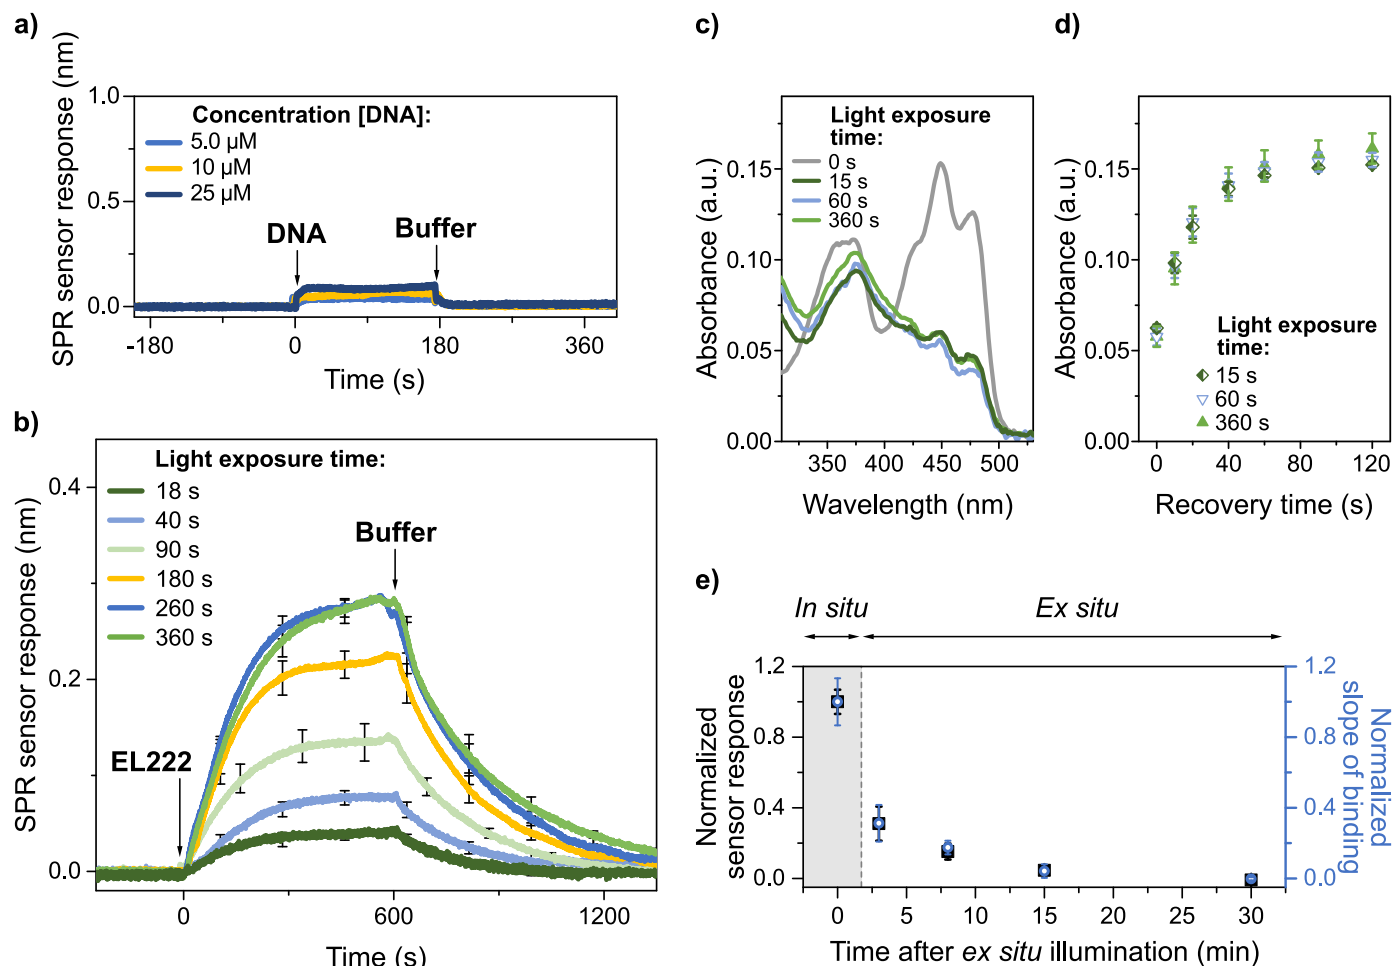 a)
SPR sensor response (nm)
1.0
0.5
0.0
Concentration [DNA]:
5.0 µM
10 µM
25 µM
DNA
Buffer
-180
0
180
360
Time (s)
b)
SPR sensor response (nm)
0.4
0.2
0.0
Light exposure time:
18 s
40 s
90 s
180 s
260 s
360 s
EL222
Buffer
0
600
1200
Time (s)
c)
Absorbance (a.u.)
0.15
0.10
0.05
0.00
Light exposure
time:
0 s
15 s
60 s
360 s
350
400
450
500
Wavelength (nm)
d)
Absorbance (a.u.)
0.15
0.10
0.05
0.00
Light exposure
time:
15 s
60 s
360 s
0
40
80
120
Recovery time (s)
e)
In situ
Ex situ
Normalized
sensor response
1.2
0.8
0.4
0.0
1.2
0.8
0.4
0.0
Normalized
slope of binding
0
5
10
15
20
25
30
Time after ex situ illumination (min)